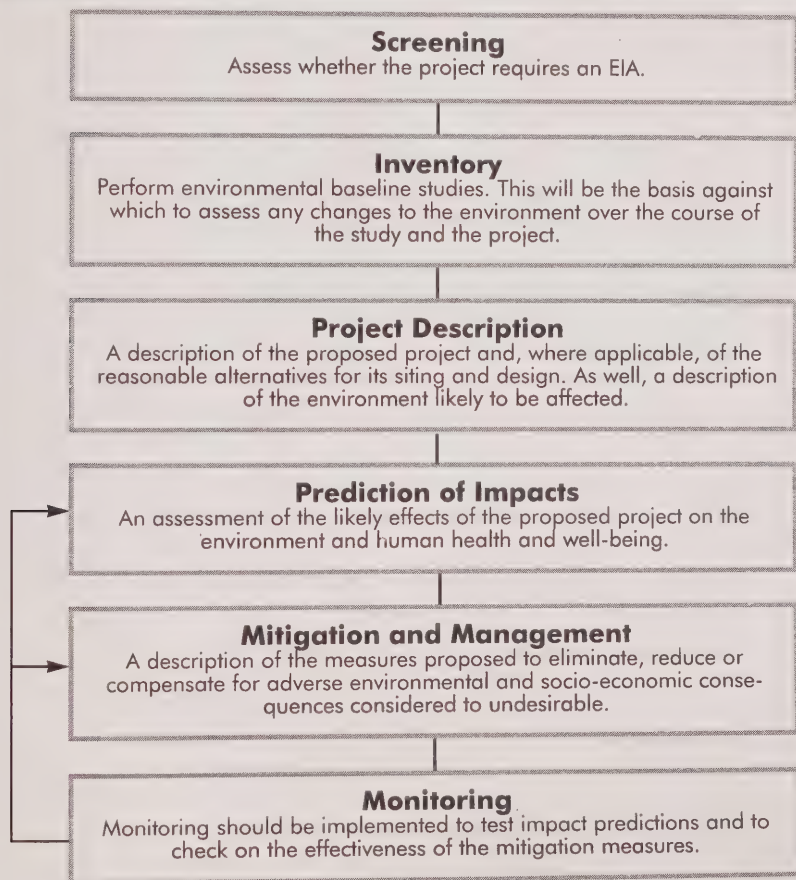 Screening
Assess whether the project requires an EIA.
Inventory
Perform environmental baseline studies. This will be the basis against
which to assess any changes to the environment over the course of
the study and the project.
Project Description
A description of the proposed project and, where applicable, of the
reasonable alternatives for its siting and design. As well, a description
of the environment likely to be affected.
Prediction of Impacts
An assessment of the likely effects of the proposed project on the
environment and human health and well-being.
Mitigation and Management
A description of the measures proposed to eliminate, reduce or
compensate for adverse environmental and socio-economic conse-
quences considered to undesirable.
Monitoring
Monitoring should be implemented to test impact predictions and to
check on the effectiveness of the mitigation measures.